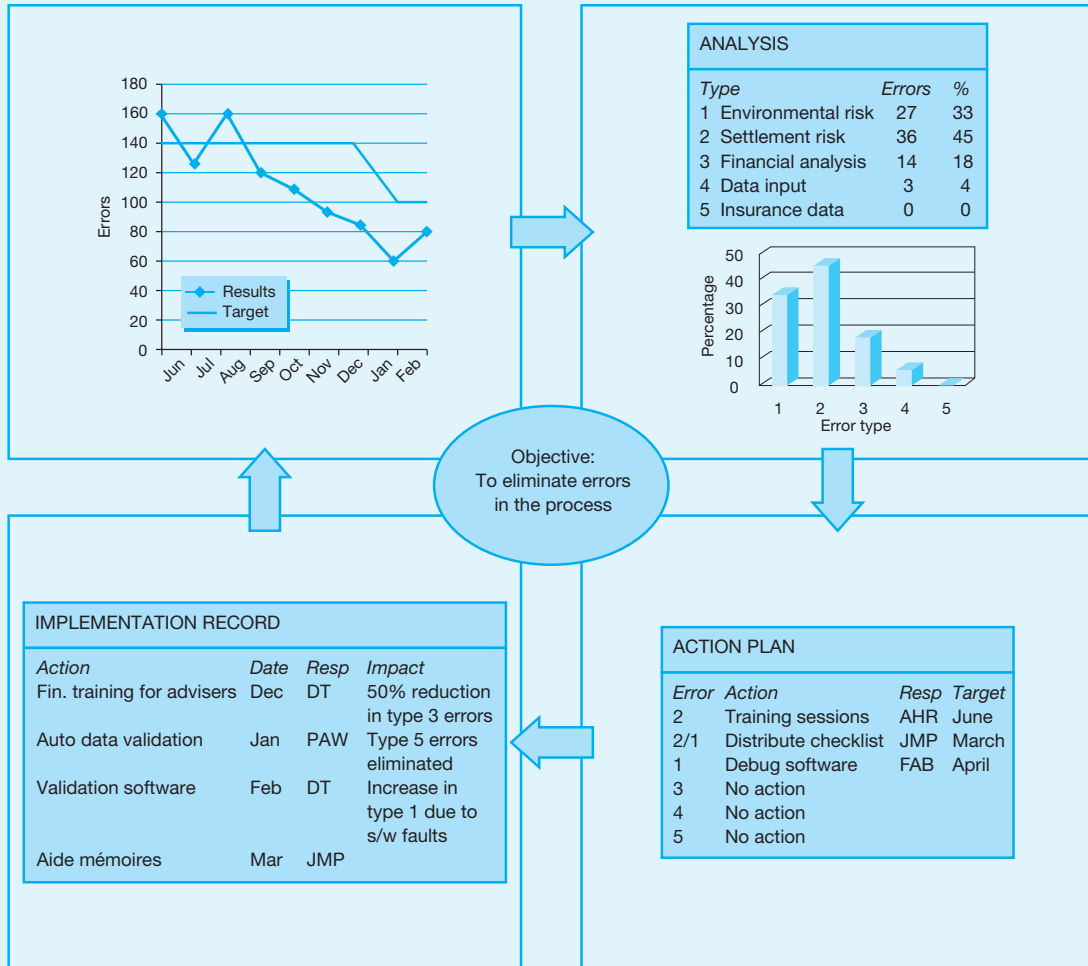 180
160
140
120
100
80
60
40
20
0
Errors
Results
Target
Jun Jul Aug Sep Oct Nov Dec Jan Feb
ANALYSIS
Type Errors %
1 Environmental risk 27 33
2 Settlement risk 36 45
3 Financial analysis 14 18
4 Data input 3 4
5 Insurance data 0 0
50
40
30
20
10
0
Percentage
1 2 3 4 5
Error type
Objective:
To eliminate errors
in the process
IMPLEMENTATION RECORD
Action Date Resp Impact
Fin. training for advisers Dec DT 50% reduction
in type 3 errors
Auto data validation Jan PAW Type 5 errors
eliminated
Validation software Feb DT Increase in
type 1 due to
s/w faults
Aide mémoires Mar JMP
ACTION PLAN
Error Action Resp Target
2 Training sessions AHR June
2/1 Distribute checklist JMP March
1 Debug software FAB April
3 No action
4 No action
5 No action